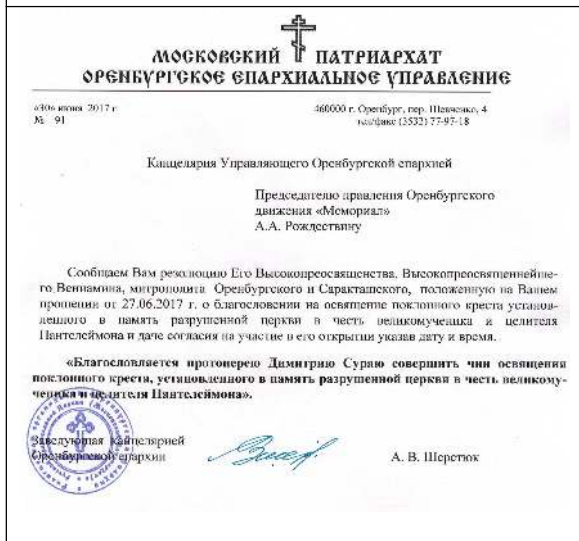 МОСКОВСКИЙ ПАТРИАРХАТ
ОРЕНБУРГСКОЕ ЕПАРХИАЛЬНОЕ УПРАВЛЕНИЕ
«30» июня 2017 г
№ 91
460000 г. Оренбург, пер. Шевченко, 4
тел/факс (3532) 77-97-18
Канцелярия Управляющего Оренбургской епархией
Председателю правления Оренбургского
движения «Мемориал»
А.А. Рождествину
Сообщаем Вам резолюцию Его Высокопреосвященства, Высокопреосвященнейше-
го Вениамина, митрополита Оренбургского и Саракташского, положенную на Вашем
прошении от 27.06.2017 г. о благословении на освящение поклонного креста установ-
ленного в память разрушенной церкви в честь великомученика и целителя
Пантелеймона и даче согласия на участие в его открытии указав дату и время.
«Благословляется протоиерею Димитрию Сураю совершить чин освящения
поклонного креста, установленного в память разрушенной церкви в честь великому-
ченика и целителя Пантелеймона».
Заведующая канцелярией
Оренбургской епархии
А. В. Шерстюк